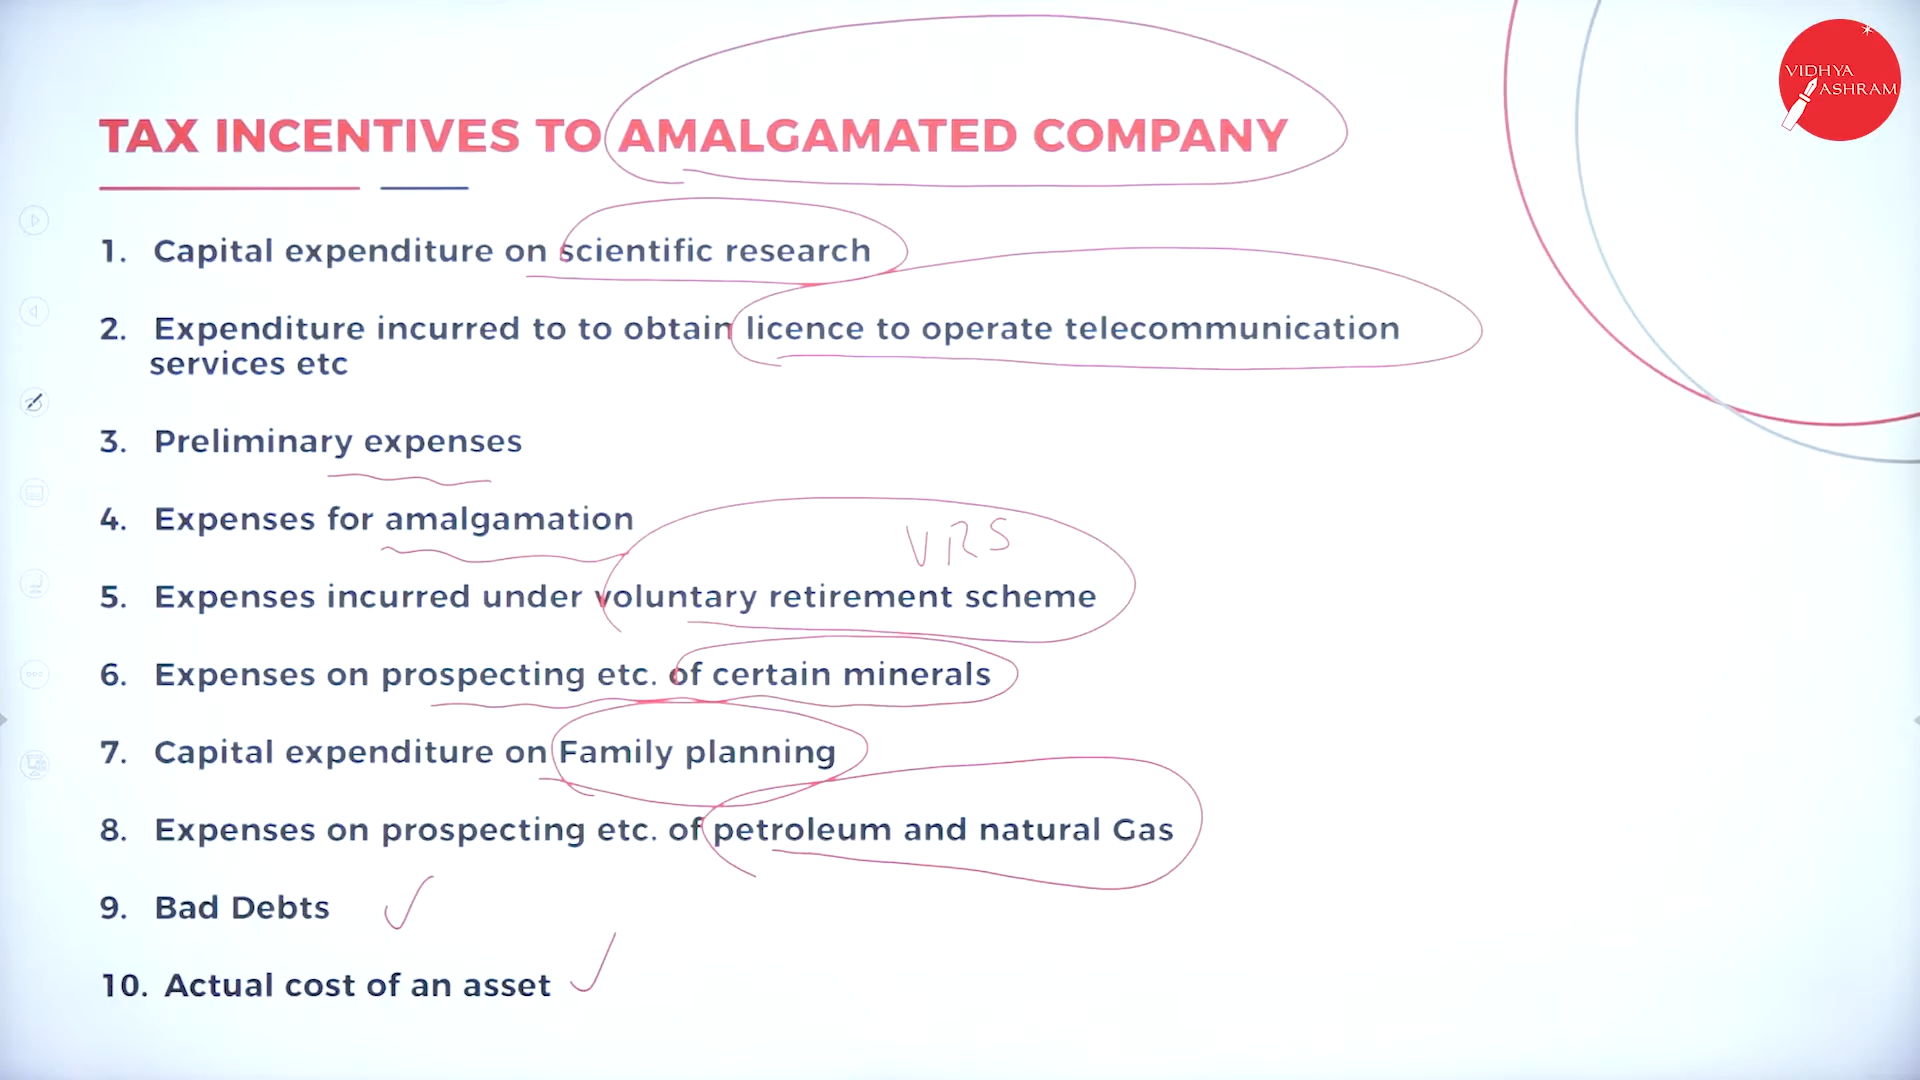 VIDHYA
ASHRAM
TAX INCENTIVES TO AMALGAMATED COMPANY
1. Capital expenditure on scientific research
2. Expenditure incurred to to obtain licence to operate telecommunication
services etc
3. Preliminary expenses
4. Expenses for amalgamation
VRS
5. Expenses incurred under voluntary retirement scheme
6. Expenses on prospecting etc. of certain minerals
7. Capital expenditure on Family planning
8. Expenses on prospecting etc. of petroleum and natural Gas
9. Bad Debts
10. Actual cost of an asset